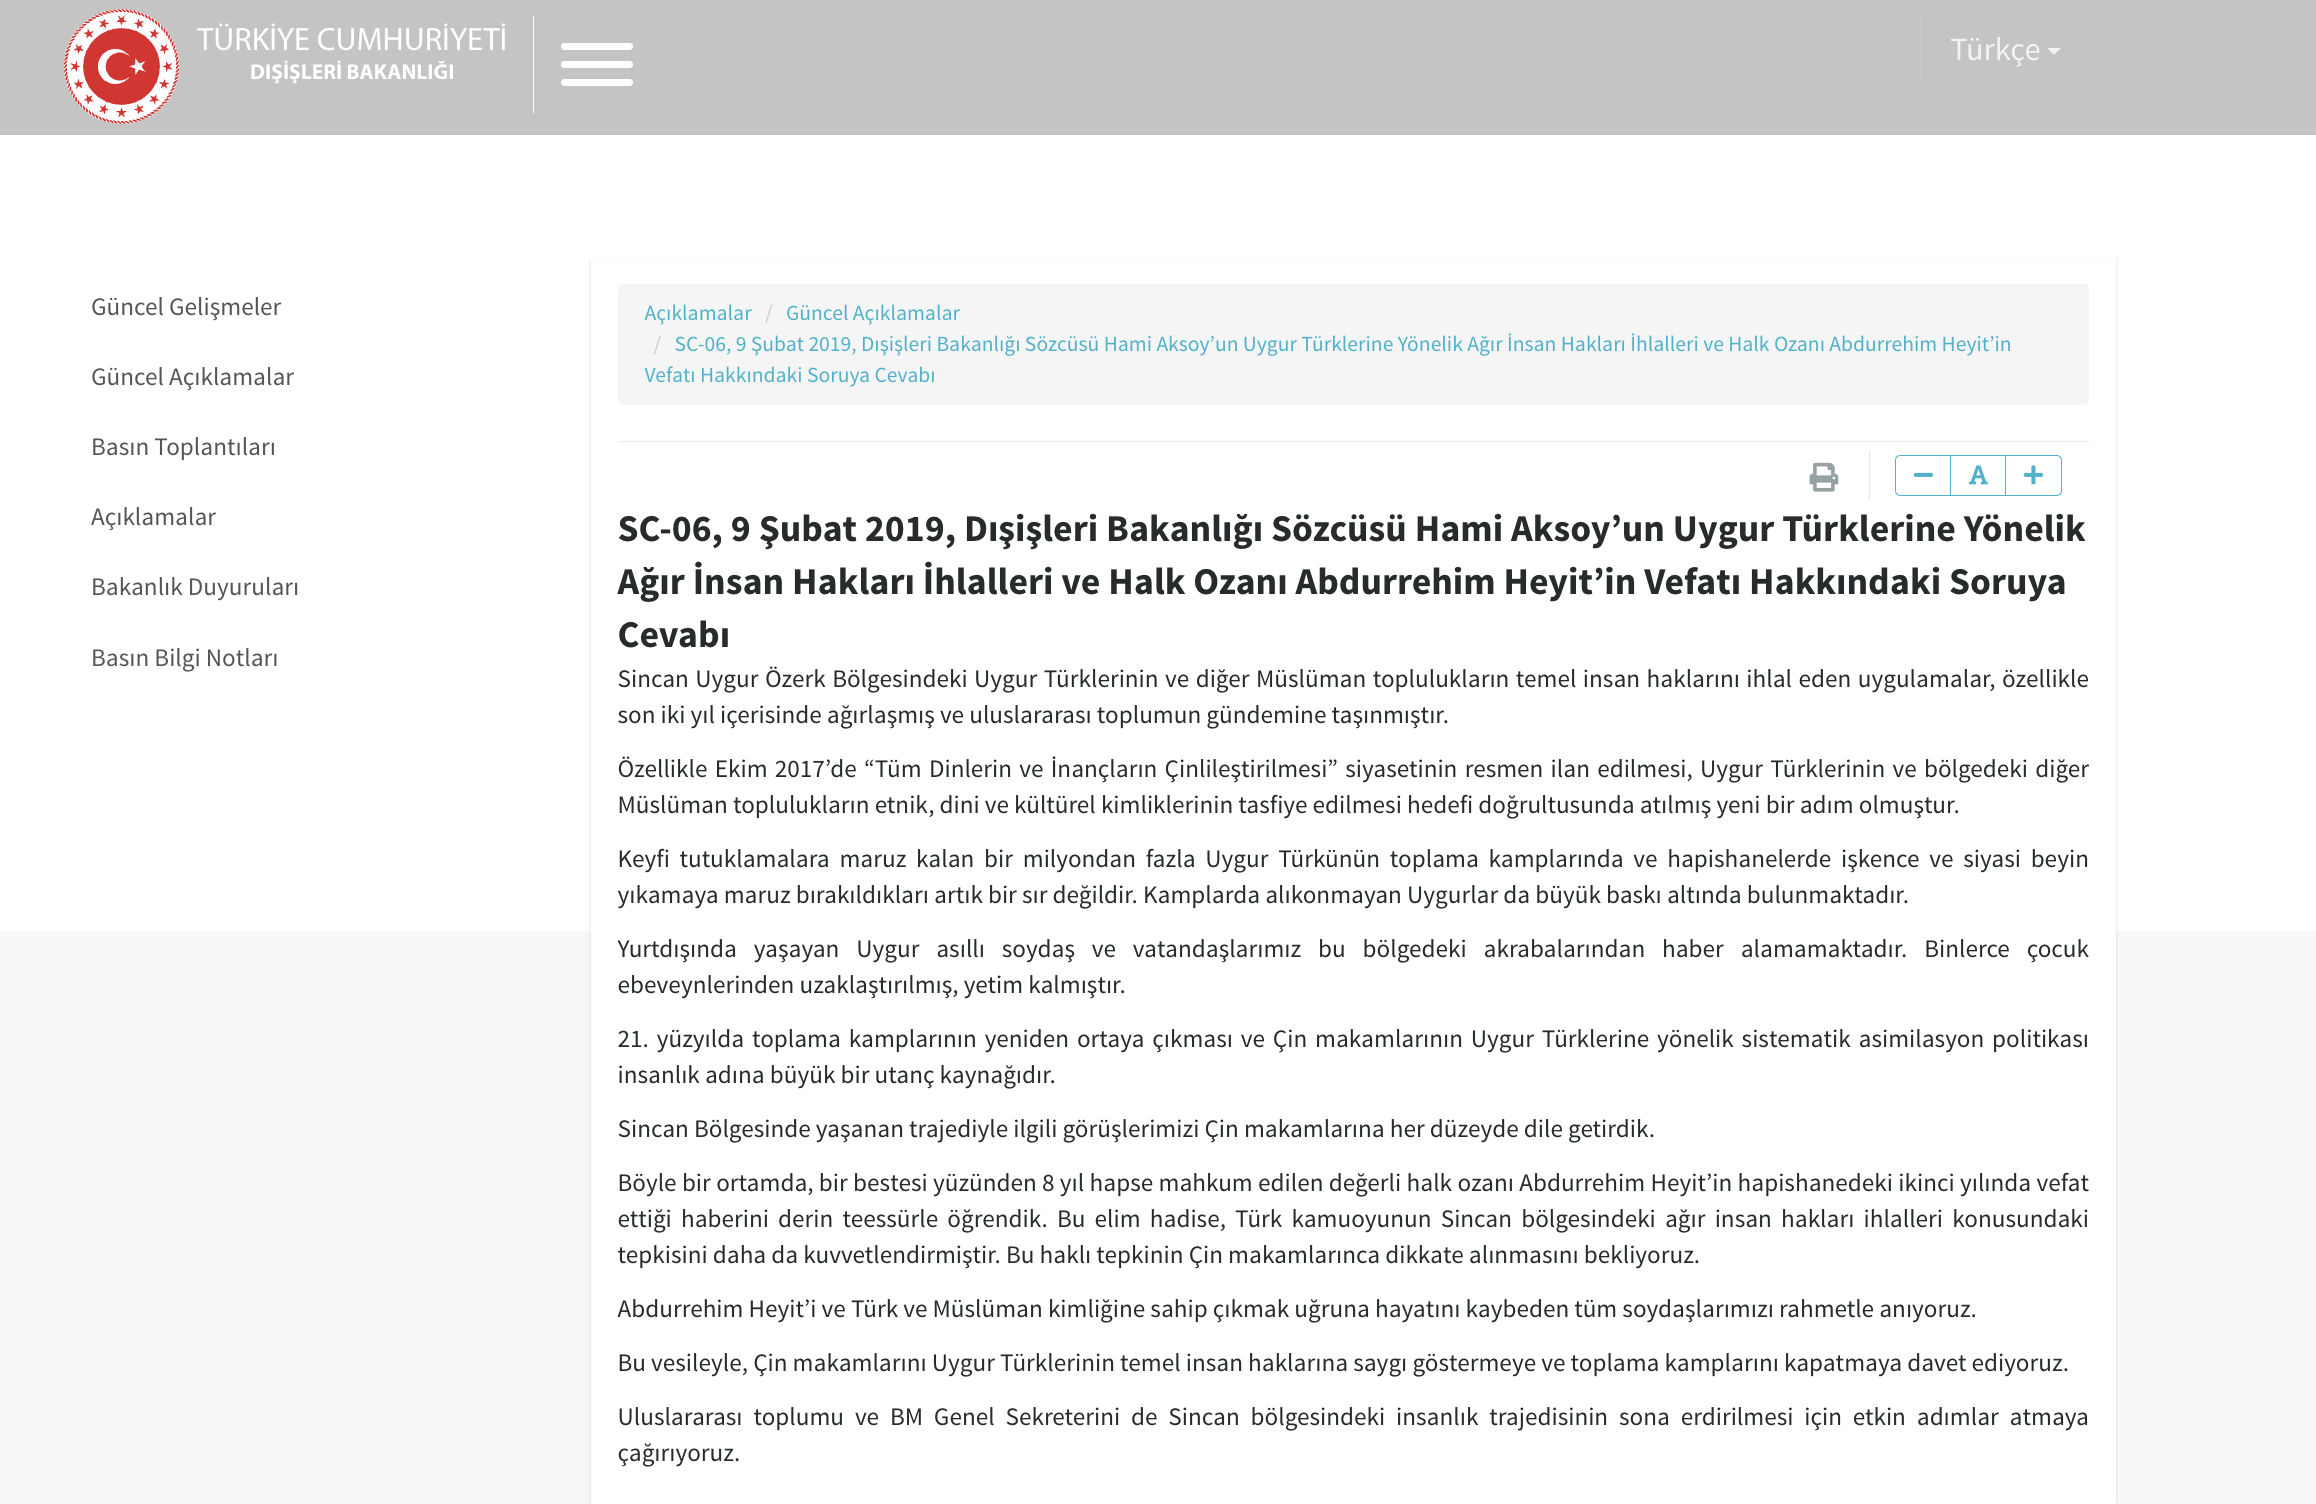 TÜRKİYE CUMHURİYETİ
DIŞİŞLERİ BAKANLIĞI
Türkçe
Güncel Gelişmeler
Güncel Açıklamalar
Basın Toplantıları
Açıklamalar
Bakanlık Duyuruları
Basın Bilgi Notları
Açıklamalar / Güncel Açıklamalar
/ SC-06, 9 Şubat 2019, Dışişleri Bakanlığı Sözcüsü Hami Aksoy’un Uygur Türklerine Yönelik Ağır İnsan Hakları İhlalleri ve Halk Ozanı Abdurrehim Heyit’in
Vefatı Hakkındaki Soruya Cevabı
A
SC-06, 9 Şubat 2019, Dışişleri Bakanlığı Sözcüsü Hami Aksoy’un Uygur Türklerine Yönelik
Ağır İnsan Hakları İhlalleri ve Halk Ozanı Abdurrehim Heyit’in Vefatı Hakkındaki Soruya
Cevabı
Sincan Uygur Özerk Bölgesindeki Uygur Türklerinin ve diğer Müslüman toplulukların temel insan haklarını ihlal eden uygulamalar, özellikle
son iki yıl içerisinde ağırlaşmış ve uluslararası toplumun gündemine taşınmıştır.
Özellikle Ekim 2017’de “Tüm Dinlerin ve İnançların Çinlileştirilmesi” siyasetinin resmen ilan edilmesi, Uygur Türklerinin ve bölgedeki diğer
Müslüman toplulukların etnik, dini ve kültürel kimliklerinin tasfiye edilmesi hedefi doğrultusunda atılmış yeni bir adım olmuştur.
Keyfi tutuklamalara maruz kalan bir milyondan fazla Uygur Türkünün toplama kamplarında ve hapishanelerde işkence ve siyasi beyin
yıkamaya maruz bırakıldıkları artık bir sır değildir. Kamplarda alıkonmayan Uygurlar da büyük baskı altında bulunmaktadır.
Yurtdışında yaşayan Uygur asıllı soydaş ve vatandaşlarımız bu bölgedeki akrabalarından haber alamamaktadır. Binlerce çocuk
ebeveynlerinden uzaklaştırılmış, yetim kalmıştır.
21. yüzyılda toplama kamplarının yeniden ortaya çıkması ve Çin makamlarının Uygur Türklerine yönelik sistematik asimilasyon politikası
insanlık adına büyük bir utanç kaynağıdır.
Sincan Bölgesinde yaşanan trajediyle ilgili görüşlerimizi Çin makamlarına her düzeyde dile getirdik.
Böyle bir ortamda, bir bestesi yüzünden 8 yıl hapse mahkum edilen değerli halk ozanı Abdurrehim Heyit’in hapishanedeki ikinci yılında vefat
ettiği haberini derin teessürle öğrendik. Bu elim hadise, Türk kamuoyunun Sincan bölgesindeki ağır insan hakları ihlalleri konusundaki
tepkisini daha da kuvvetlendirmiştir. Bu haklı tepkinin Çin makamlarınca dikkate alınmasını bekliyoruz.
Abdurrehim Heyit’i ve Türk ve Müslüman kimliğine sahip çıkmak uğruna hayatını kaybeden tüm soydaşlarımızı rahmetle anıyoruz.
Bu vesileyle, Çin makamlarını Uygur Türklerinin temel insan haklarına saygı göstermeye ve toplama kamplarını kapatmaya davet ediyoruz.
Uluslararası toplumu ve BM Genel Sekreterini de Sincan bölgesindeki insanlık trajedisinin sona erdirilmesi için etkin adımlar atmaya
çağırıyoruz.